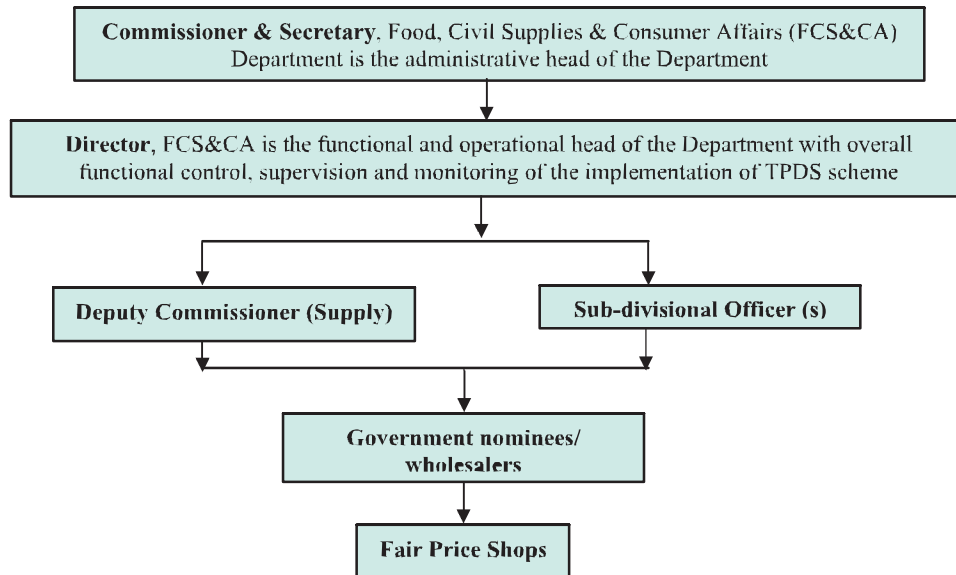 Commissioner & Secretary, Food, Civil Supplies & Consumer Affairs (FCS&CA)
Department is the administrative head of the Department
Director, FCS&CA is the functional and operational head of the Department with overall
functional control, supervision and monitoring of the implementation of TPDS scheme
Deputy Commissioner (Supply)
Sub-divisional Officer (s)
Government nominees/
wholesalers
Fair Price Shops